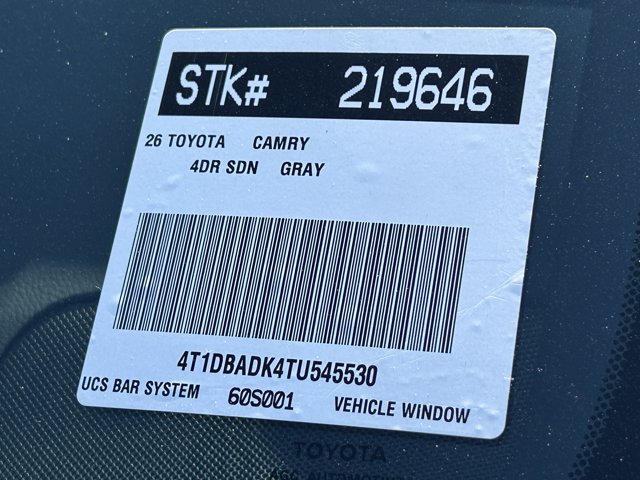 STK# 219646
26 TOYOTA CAMRY
4DR SDN GRAY
4T1DBADK4TU545530
UCS BAR SYSTEM 60S001 VEHICLE WINDOW
TOYOTA